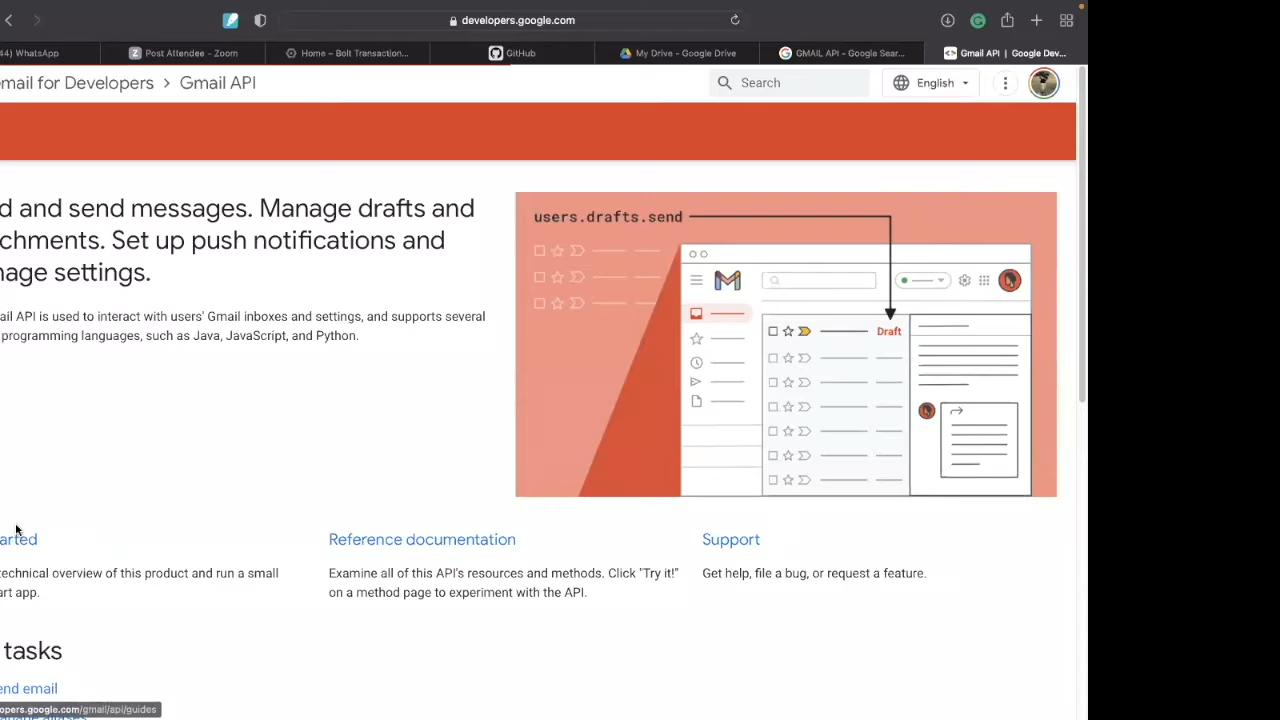 developers.google.com
44) WhatsApp
Post Attendee - Zoom
Home – Bolt Transaction...
GitHub
My Drive - Google Drive
GMAIL API - Google Sear...
Gmail API | Google Dev...
mail for Developers > Gmail API
Search
English
d and send messages. Manage drafts and
chments. Set up push notifications and
nage settings.
ail API is used to interact with users' Gmail inboxes and settings, and supports several
programming languages, such as Java, JavaScript, and Python.
users.drafts.send
Draft
arted
technical overview of this product and run a small
art app.
Reference documentation
Examine all of this API's resources and methods. Click "Try it!"
on a method page to experiment with the API.
Support
Get help, file a bug, or request a feature.
tasks
end email
opers.google.com/gmail/api/guides